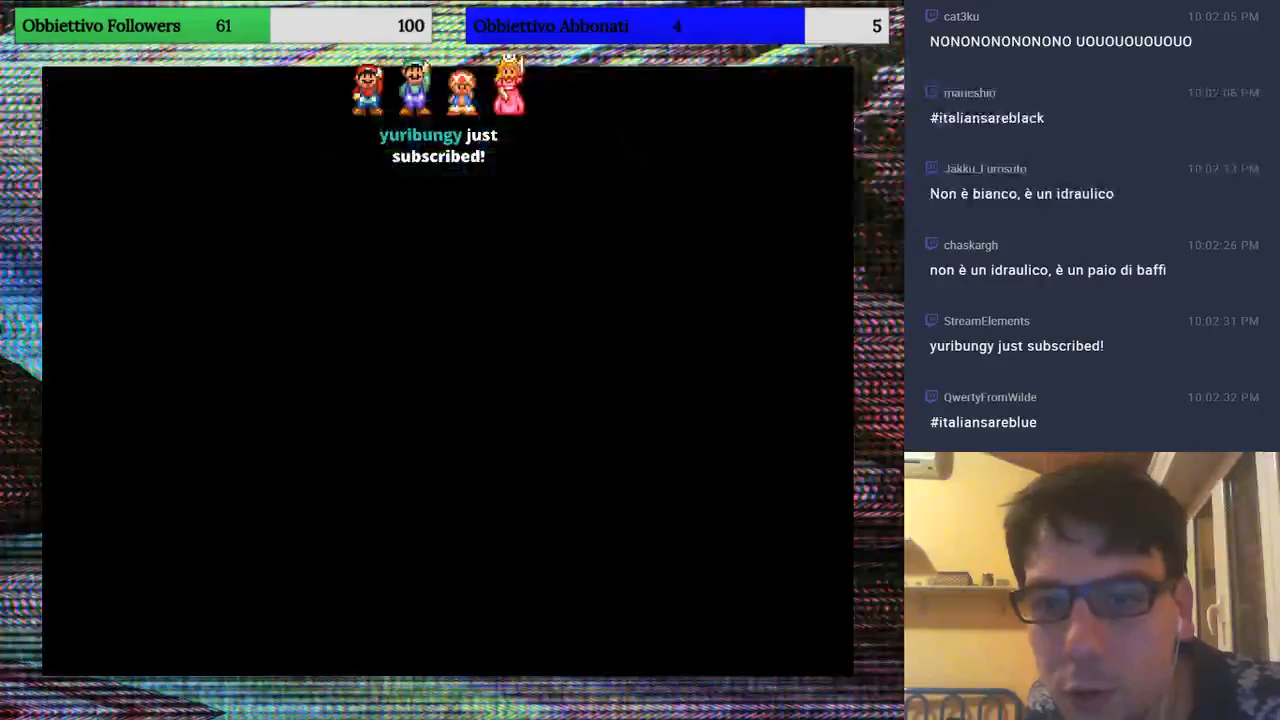 Obbiettivo Followers 61 100
Obbiettivo Abbonati 4 5
yuribungy just
subscribed!
cat3ku 10:02:05 PM
NONONONONONONO UOUOUOUOUOUO
marieshiro 10:02:06 PM
#italiansareblack
Jakku_Furosuto 10:02:13 PM
Non è bianco, è un idraulico
chaskargh 10:02:26 PM
non è un idraulico, è un paio di baffi
StreamElements 10:02:31 PM
yuribungy just subscribed!
QwertyFromWilde 10:02:32 PM
#italiansareblue